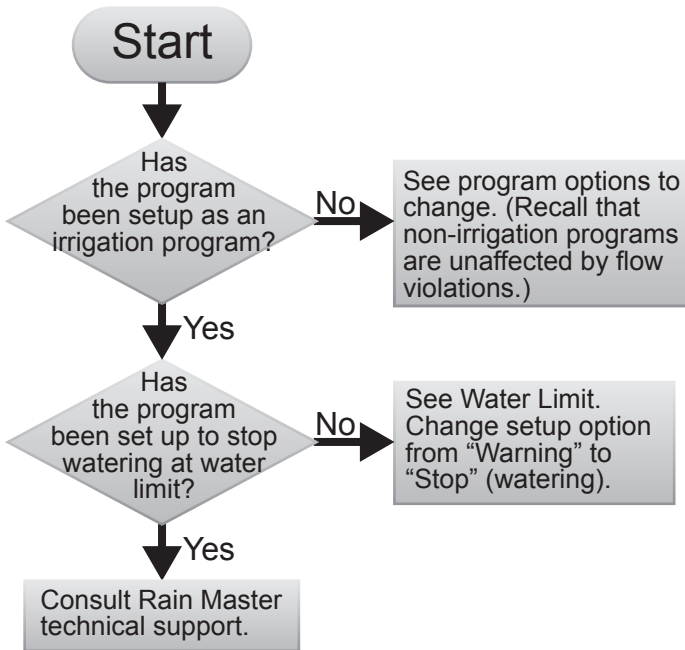 Start
Has
the program
been setup as an
irrigation program?
No
See program options to
change. (Recall that
non-irrigation programs
are unaffected by flow
violations.)
Yes
Has
the program
been set up to stop
watering at water
limit?
No
See Water Limit.
Change setup option
from “Warning” to
“Stop” (watering).
Yes
Consult Rain Master
technical support.